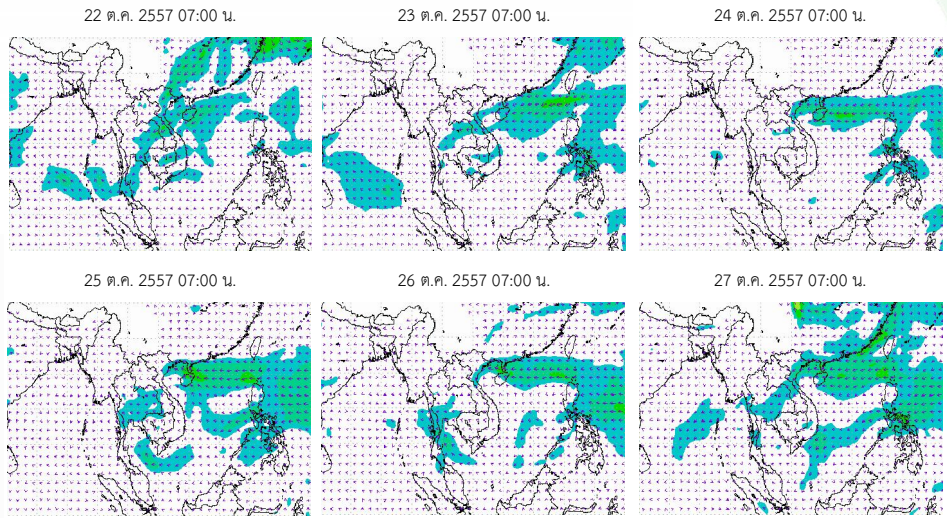 22 ต.ค. 2557 07:00 น.
23 ต.ค. 2557 07:00 น.
24 ต.ค. 2557 07:00 น.
25 ต.ค. 2557 07:00 น.
26 ต.ค. 2557 07:00 น.
27 ต.ค. 2557 07:00 น.